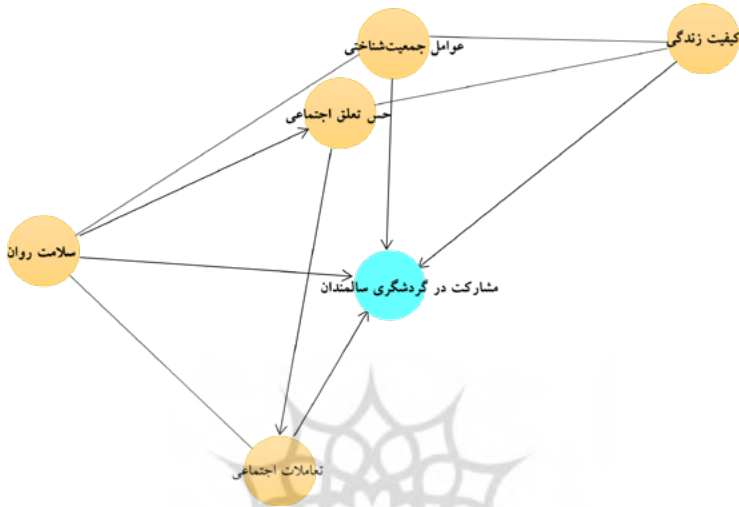 کیفیت زندگی
عوامل جمعیت‌شناختی
حس تعلق اجتماعی
سلامت روان
مشارکت در گردشگری سالمندان
تعاملات اجتماعی